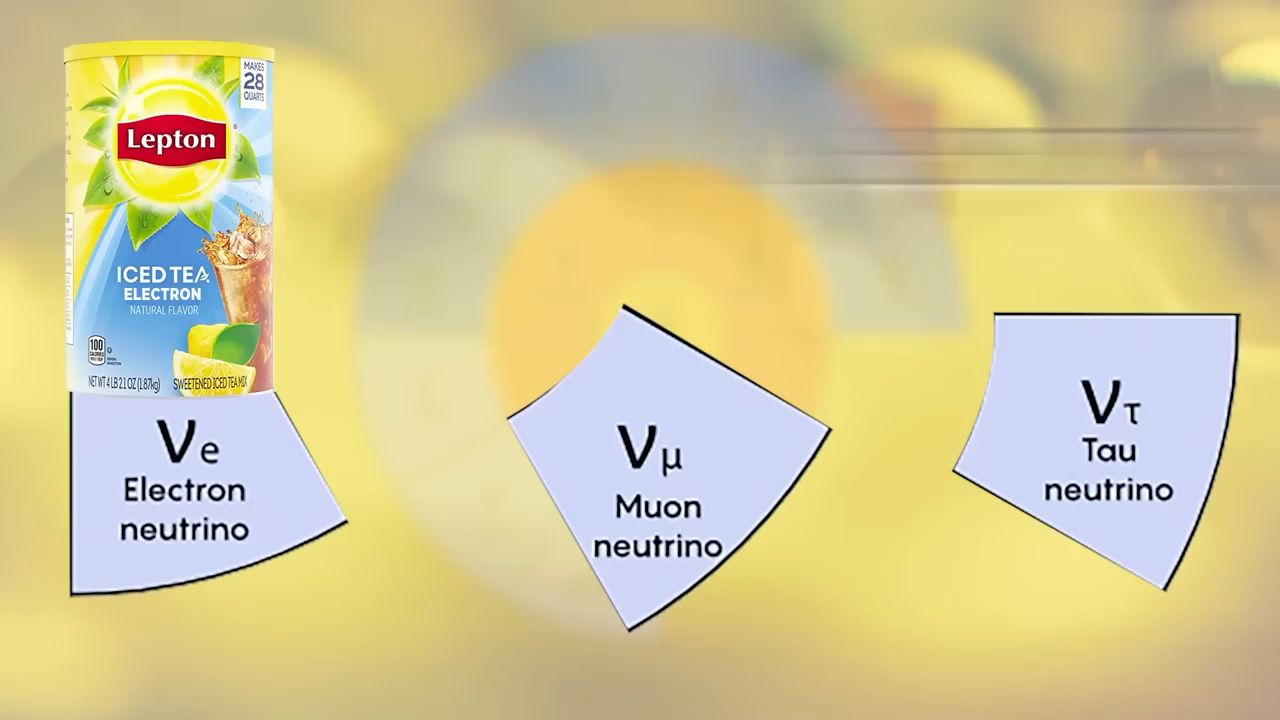 MAKES
28
QUARTS
Lepton
ICED TEA
ELECTRON
NATURAL FLAVOR
100
CALORIES
NET WT 4 LB 2.1 OZ (1.87kg)
SWEETENED ICED TEA MIX
νe
Electron
neutrino
νμ
Muon
neutrino
ντ
Tau
neutrino